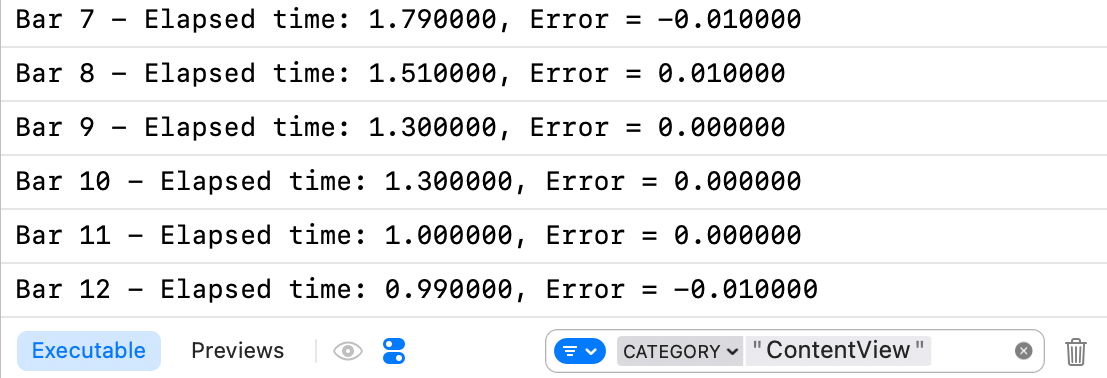 Bar 7 – Elapsed time: 1.790000, Error = −0.010000
Bar 8 – Elapsed time: 1.510000, Error = 0.010000
Bar 9 – Elapsed time: 1.300000, Error = 0.000000
Bar 10 – Elapsed time: 1.300000, Error = 0.000000
Bar 11 – Elapsed time: 1.000000, Error = 0.000000
Bar 12 – Elapsed time: 0.990000, Error = −0.010000
Executable Previews CATEGORY "ContentView"